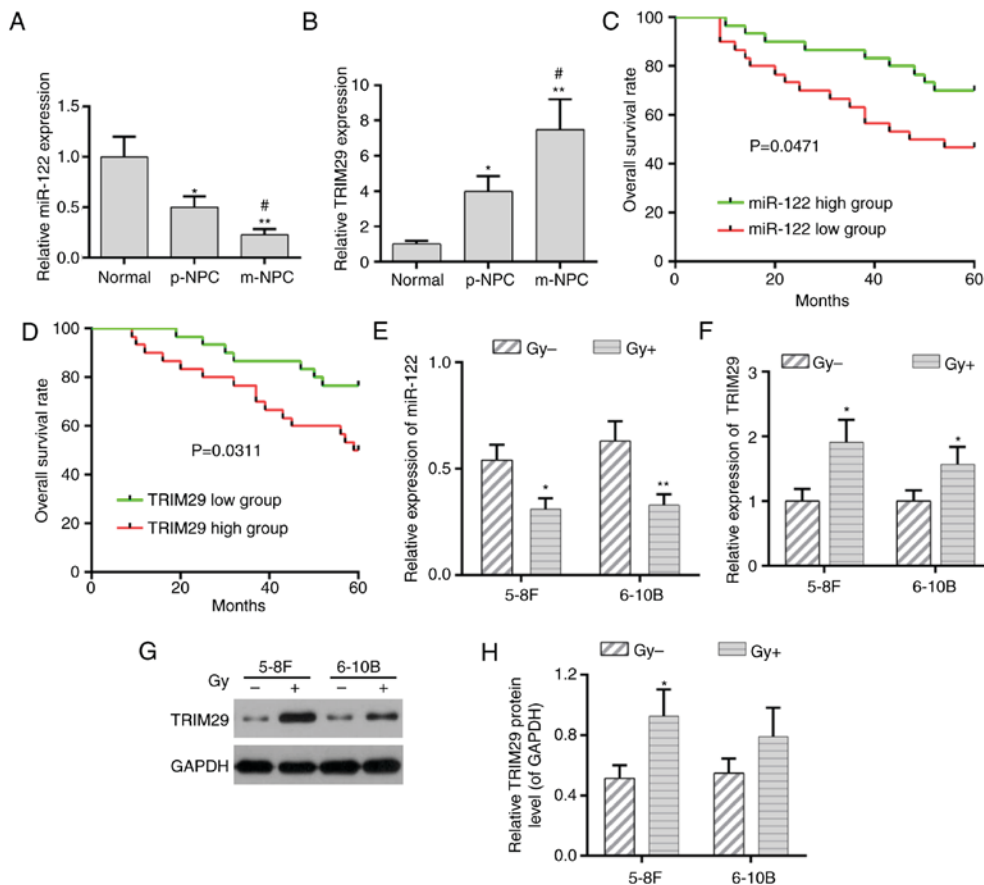 A
Relative miR-122 expression
1.5
1.0
0.5
0.0
*
#
**
Normal p-NPC m-NPC
B
Relative TRIM29 expression
10
8
6
4
2
0
*
#
**
Normal p-NPC m-NPC
C
Overall survival rate
100
80
60
40
20
0
P=0.0471
miR-122 high group
miR-122 low group
0 20 40 60
Months
D
Overall survival rate
100
80
60
40
20
0
P=0.0311
TRIM29 low group
TRIM29 high group
0 20 40 60
Months
E
Gy– Gy+
Relative expression of miR-122
1.0
0.5
0.0
*
**
5-8F 6-10B
F
Gy– Gy+
Relative expression of TRIM29
3
2
1
0
*
*
5-8F 6-10B
G
5-8F 6-10B
Gy – + – +
TRIM29
GAPDH
H
Gy– Gy+
Relative TRIM29 protein
level (of GAPDH)
1.2
0.8
0.4
0.0
*
5-8F 6-10B